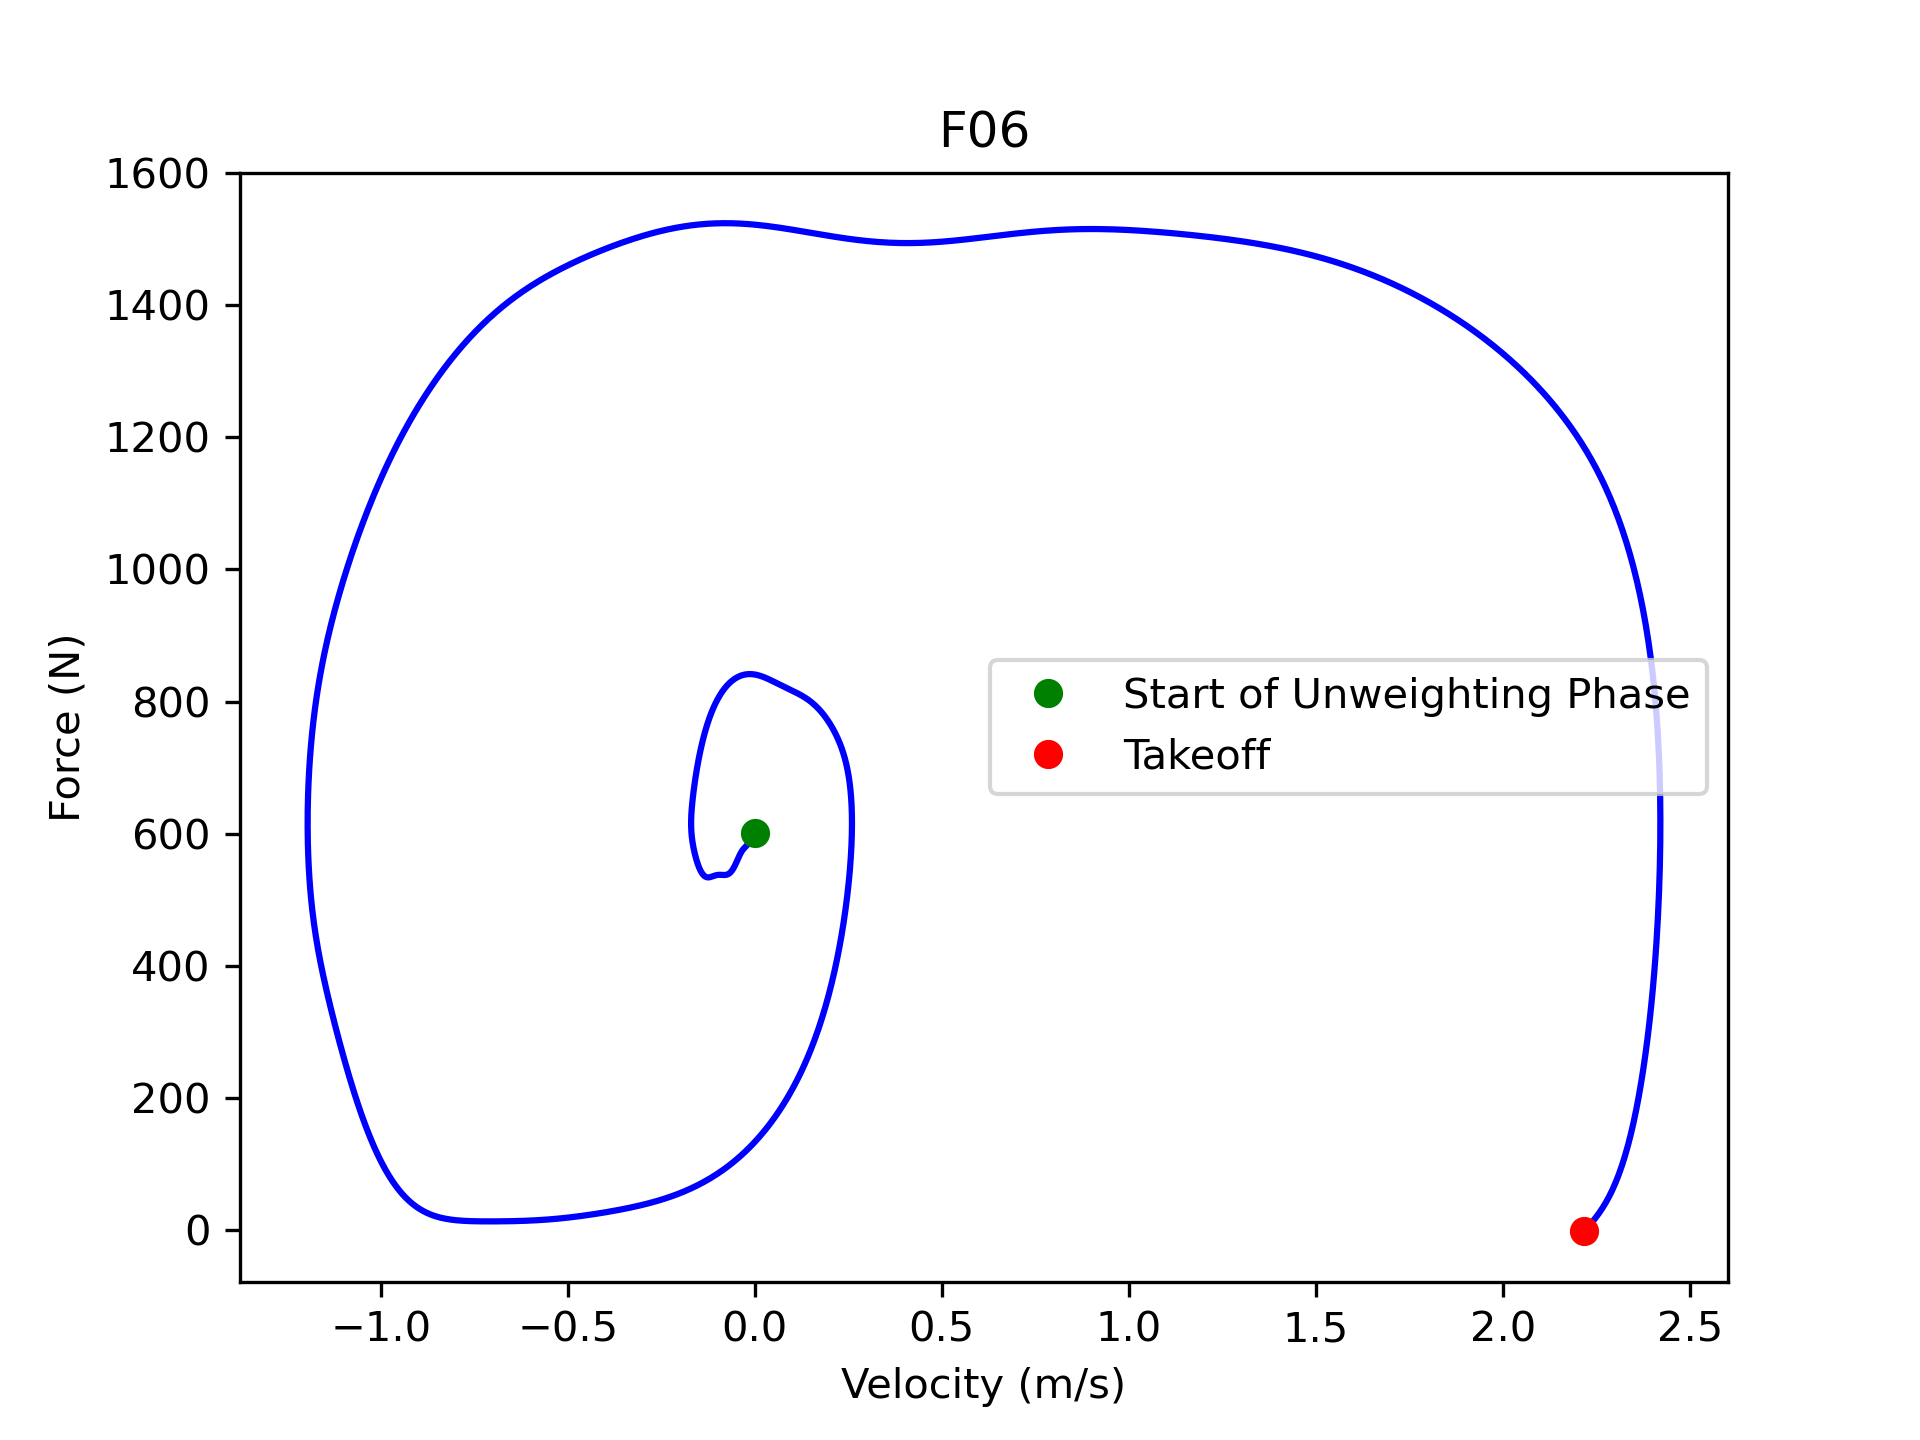 F06
1600
1400
1200
1000
800
600
400
200
0
Force (N)
Start of Unweighting Phase
Takeoff
−1.0 −0.5 0.0 0.5 1.0 1.5 2.0 2.5
Velocity (m/s)